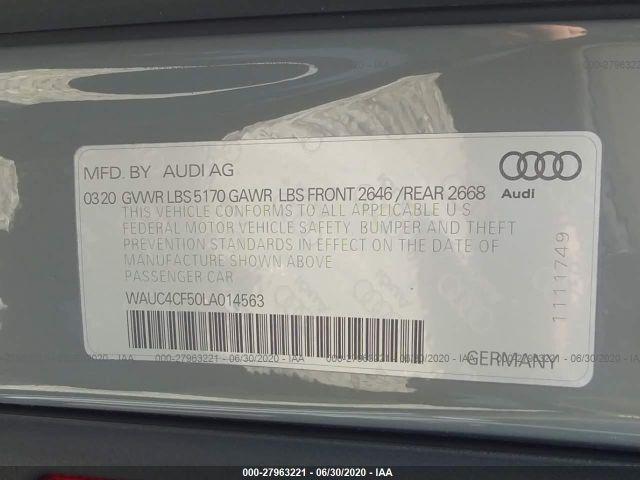 MFD. BY AUDI AG
0320 GVWR LBS 5170 GAWR LBS FRONT 2646 /REAR 2668
Audi
THIS VEHICLE CONFORMS TO ALL APPLICABLE U S
FEDERAL MOTOR VEHICLE SAFETY, BUMPER AND THEFT
PREVENTION STANDARDS IN EFFECT ON THE DATE OF
MANUFACTURE SHOWN ABOVE
PASSENGER CAR
WAUC4CF50LA014563
1111749
GERMANY
000-27963221 - 06/30/2020 - IAA